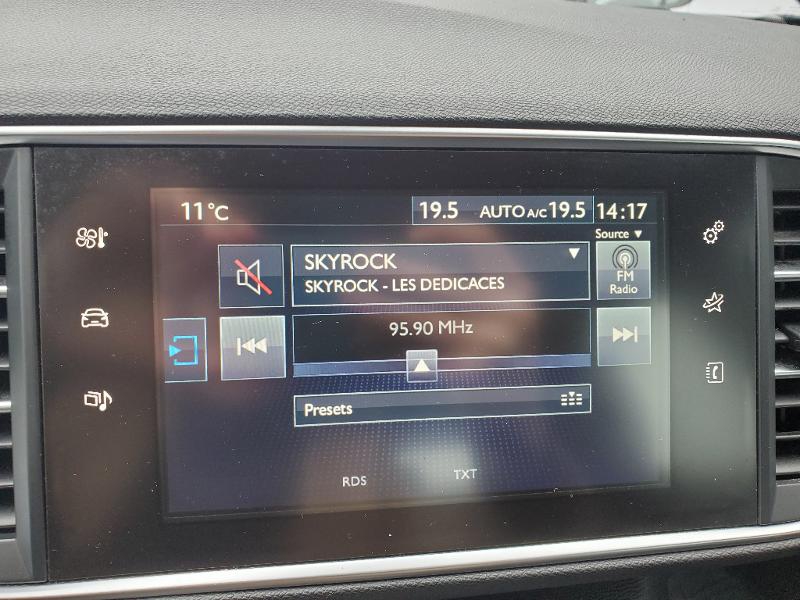 11°C 19.5 AUTO A/C 19.5 14:17
Source
SKYROCK
SKYROCK - LES DEDICACES
FM
Radio
95.90 MHz
Presets
RDS TXT